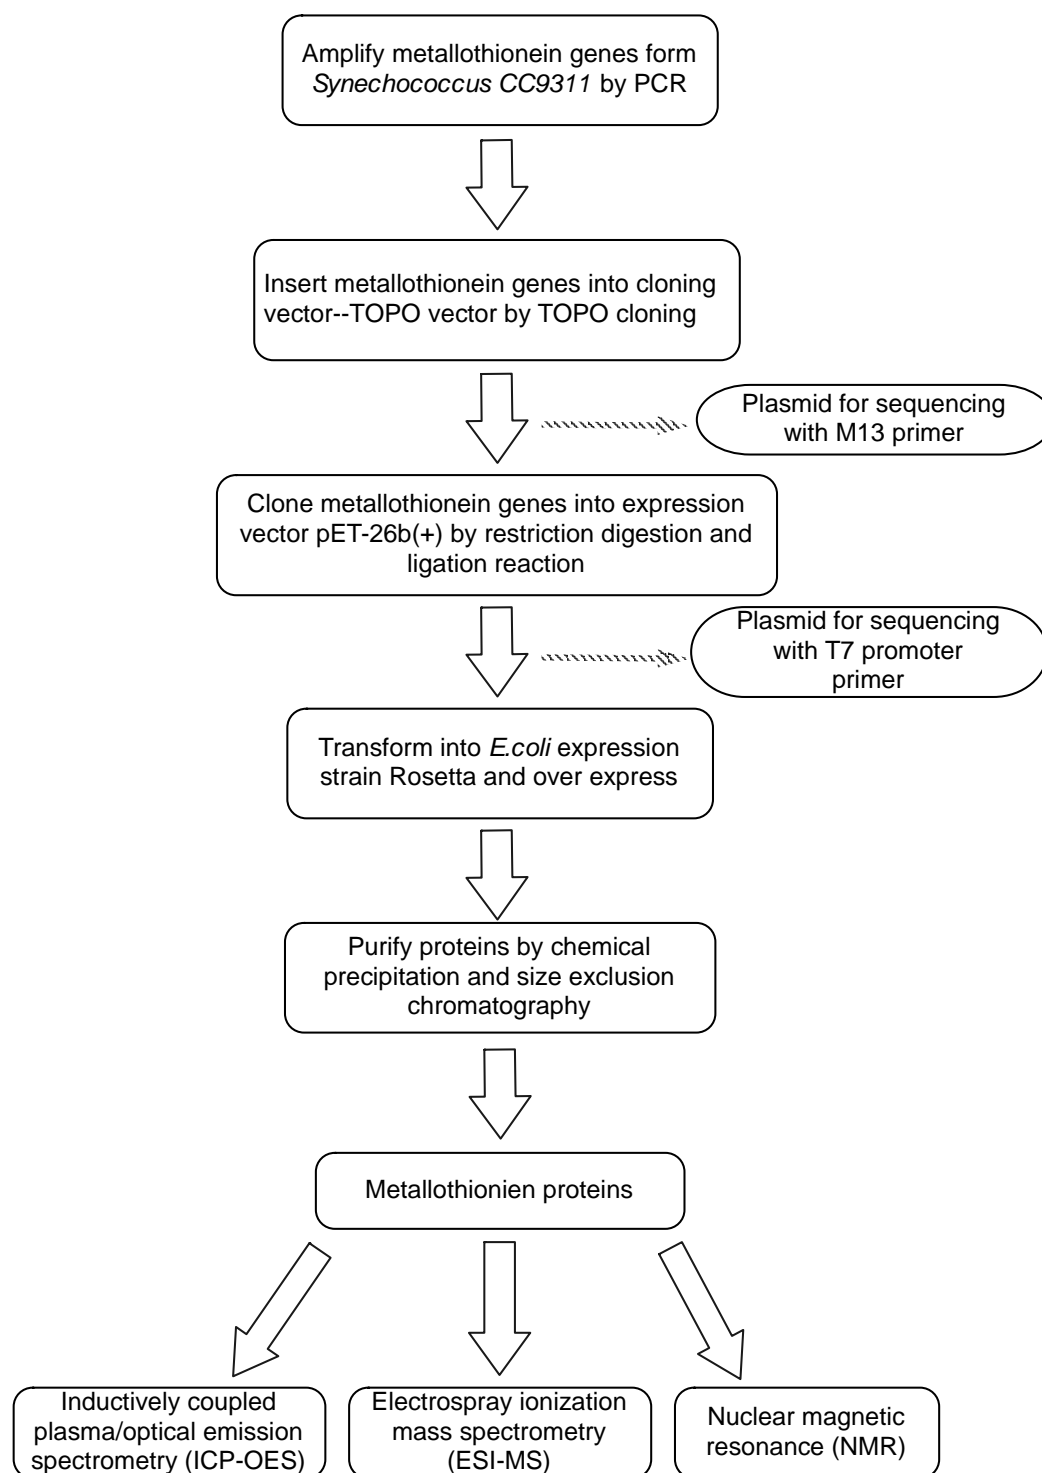 Amplify metallothionein genes form
Synechococcus CC9311 by PCR
Insert metallothionein genes into cloning
vector--TOPO vector by TOPO cloning
Plasmid for sequencing
with M13 primer
Clone metallothionein genes into expression
vector pET-26b(+) by restriction digestion and
ligation reaction
Plasmid for sequencing
with T7 promoter
primer
Transform into E.coli expression
strain Rosetta and over express
Purify proteins by chemical
precipitation and size exclusion
chromatography
Metallothionien proteins
Inductively coupled
plasma/optical emission
spectrometry (ICP-OES)
Electrospray ionization
mass spectrometry
(ESI-MS)
Nuclear magnetic
resonance (NMR)